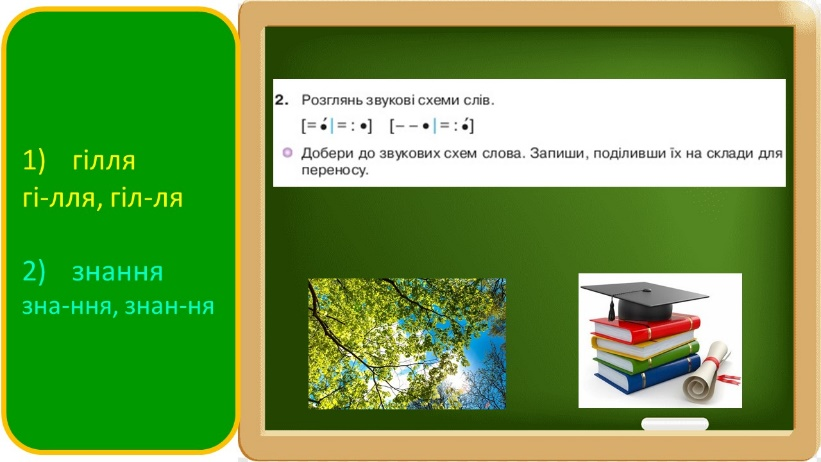 1) гілля
гі-лля, гіл-ля
2) знання
зна-ння, знан-ня
2. Розглянь звукові схеми слів.
[= •́ | = : •] [– – • | = : •́]
Добери до звукових схем слова. Запиши, поділивши їх на склади для
переносу.